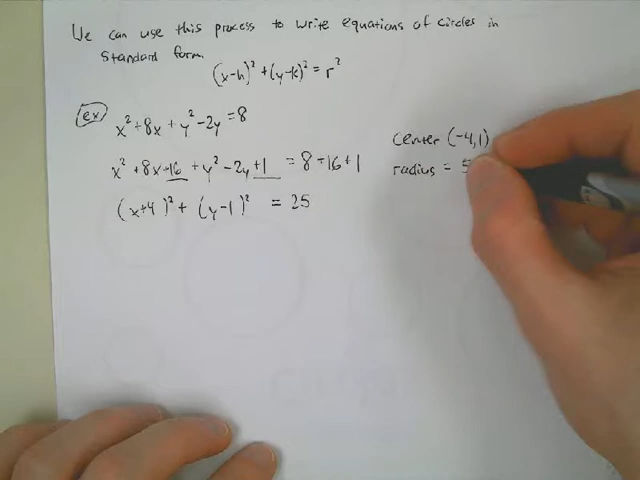 We can use this process to write equations of circles in
standard form
(x-h)² + (y-k)² = r²
ex x² + 8x + y² - 2y = 8
x² + 8x + 16 + y² - 2y + 1 = 8 + 16 + 1
(x+4)² + (y-1)² = 25
center (-4,1)
radius = 5